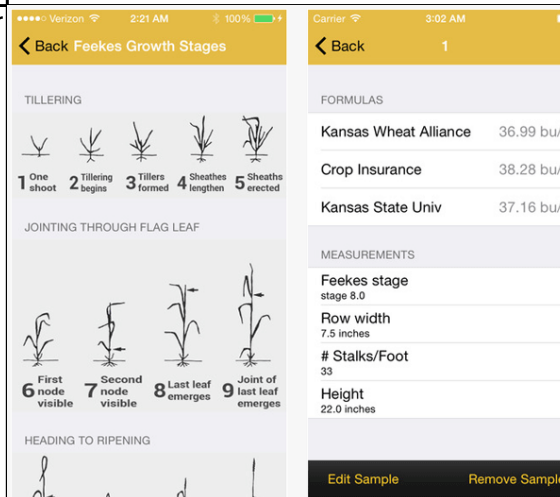 Verizon 2:21 AM 100%
Back Feekes Growth Stages
TILLERING
1 One shoot
2 Tillering begins
3 Tillers formed
4 Sheathes lengthen
5 Sheaths erected
JOINTING THROUGH FLAG LEAF
6 First node visible
7 Second node visible
8 Last leaf emerges
9 Joint of last leaf emerges
HEADING TO RIPENING
Carrier 3:02 AM
Back 1
FORMULAS
Kansas Wheat Alliance 36.99 bu/
Crop Insurance 38.28 bu/
Kansas State Univ 37.16 bu/
MEASUREMENTS
Feekes stage
stage 8.0
Row width
7.5 inches
# Stalks/Foot
33
Height
22.0 inches
Edit Sample Remove Sampl